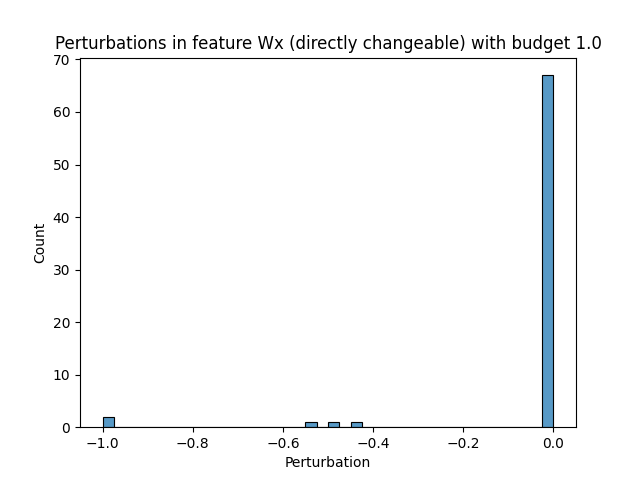 Perturbations in feature Wx (directly changeable) with budget 1.0
70
60
50
40
30
20
10
0
Count
−1.0 −0.8 −0.6 −0.4 −0.2 0.0
Perturbation